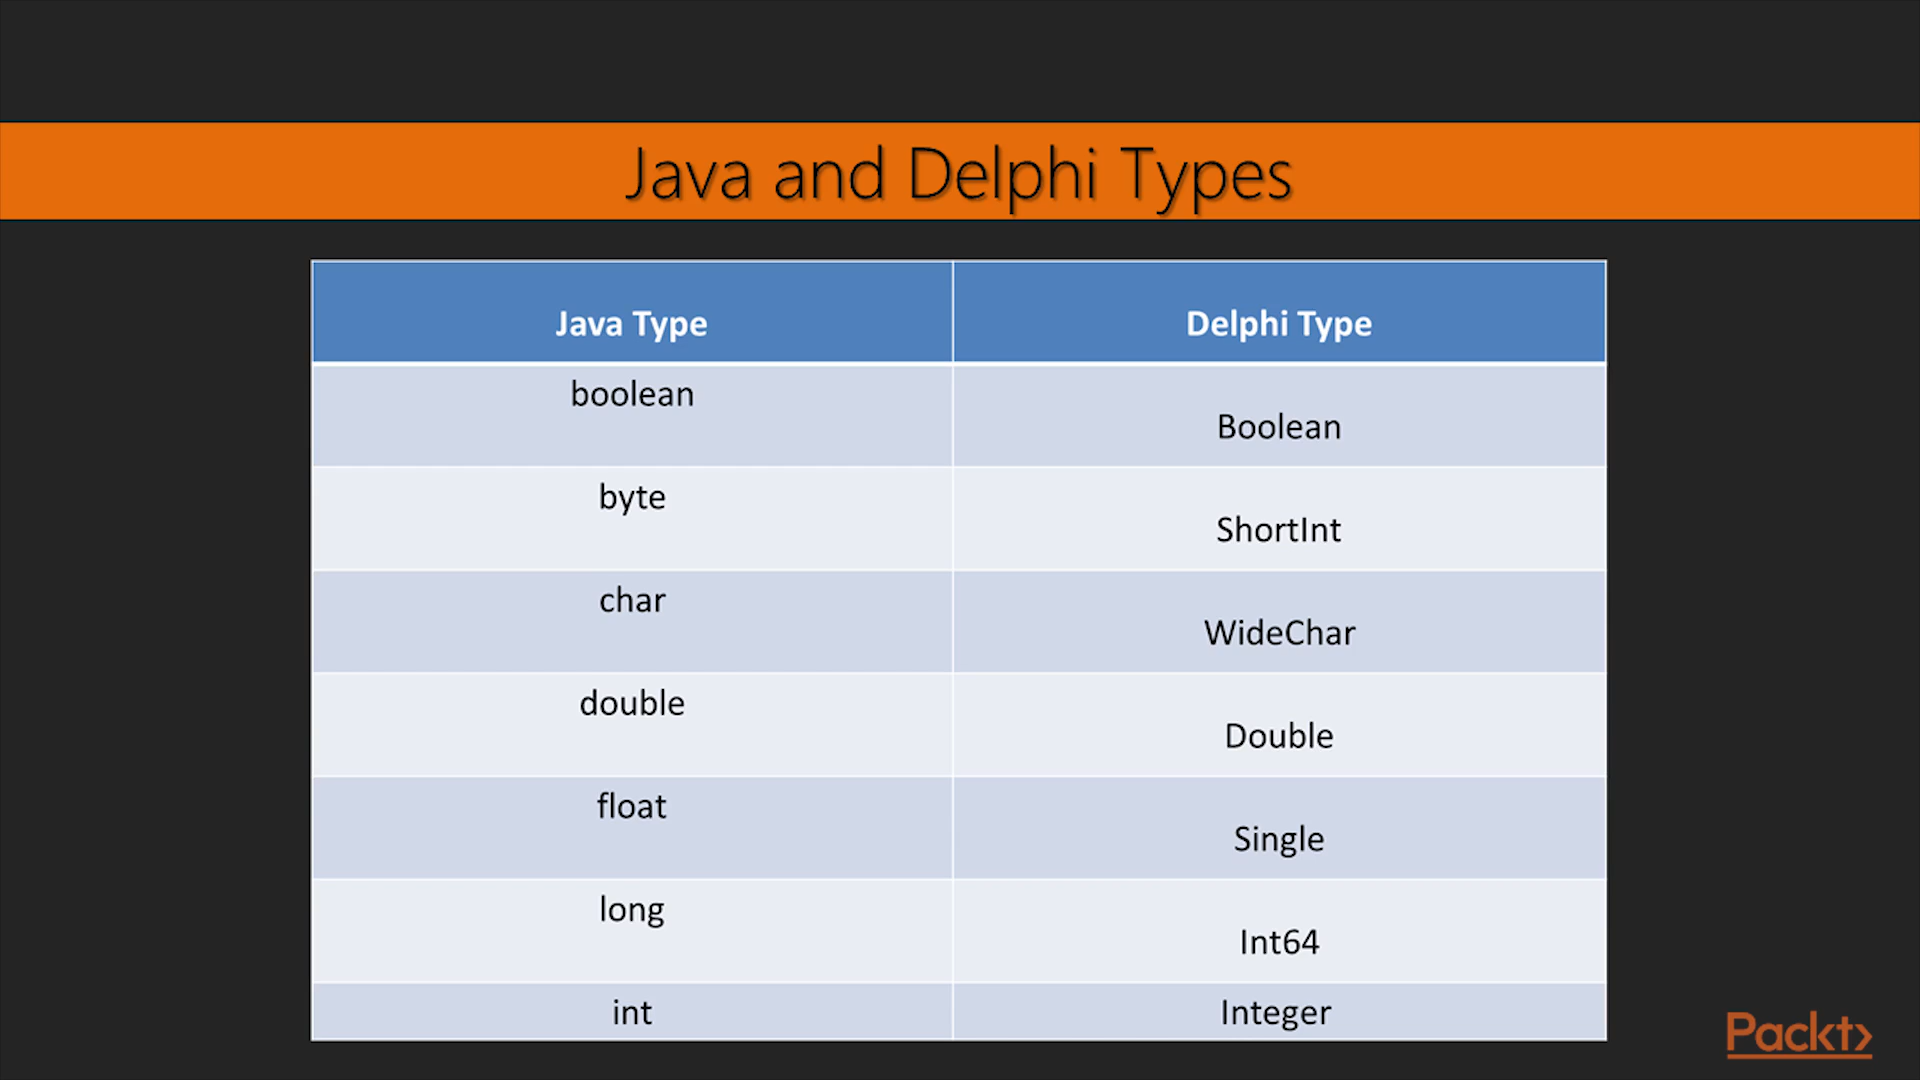 Java and Delphi Types
Java Type Delphi Type
boolean Boolean
byte ShortInt
char WideChar
double Double
float Single
long Int64
int Integer
Packt>